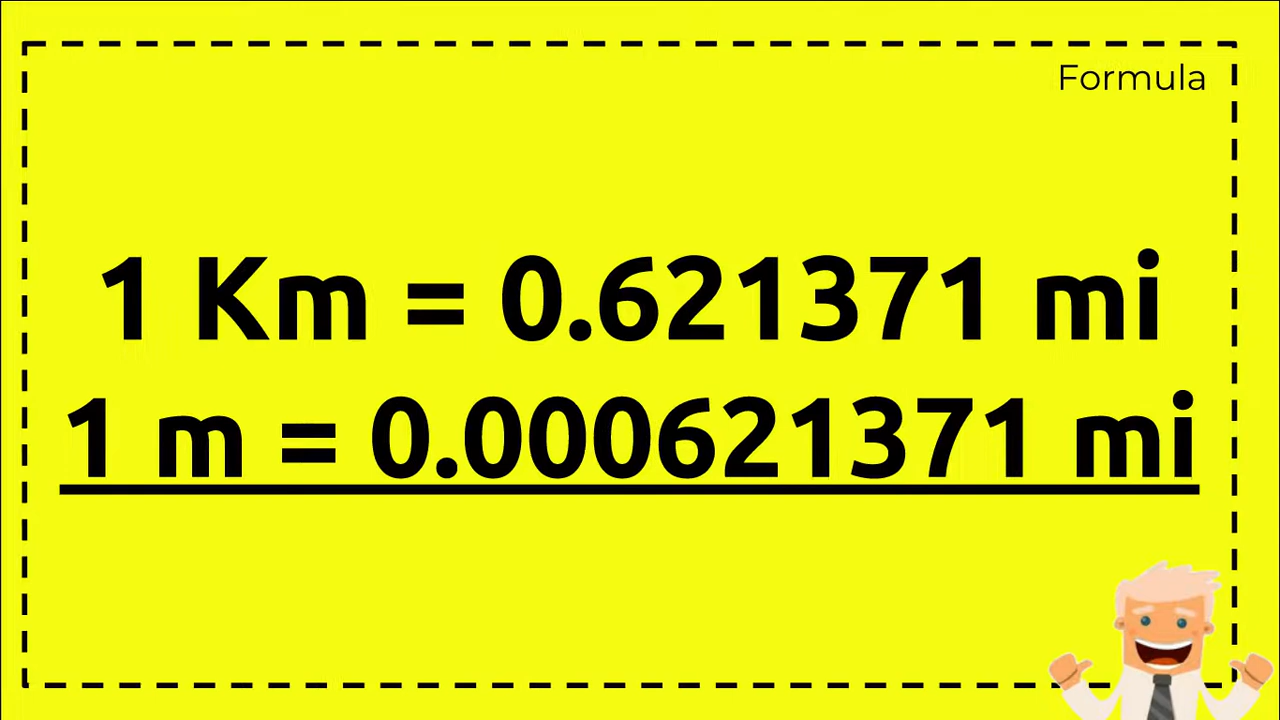 Formula
1 Km = 0.621371 mi
1 m = 0.000621371 mi